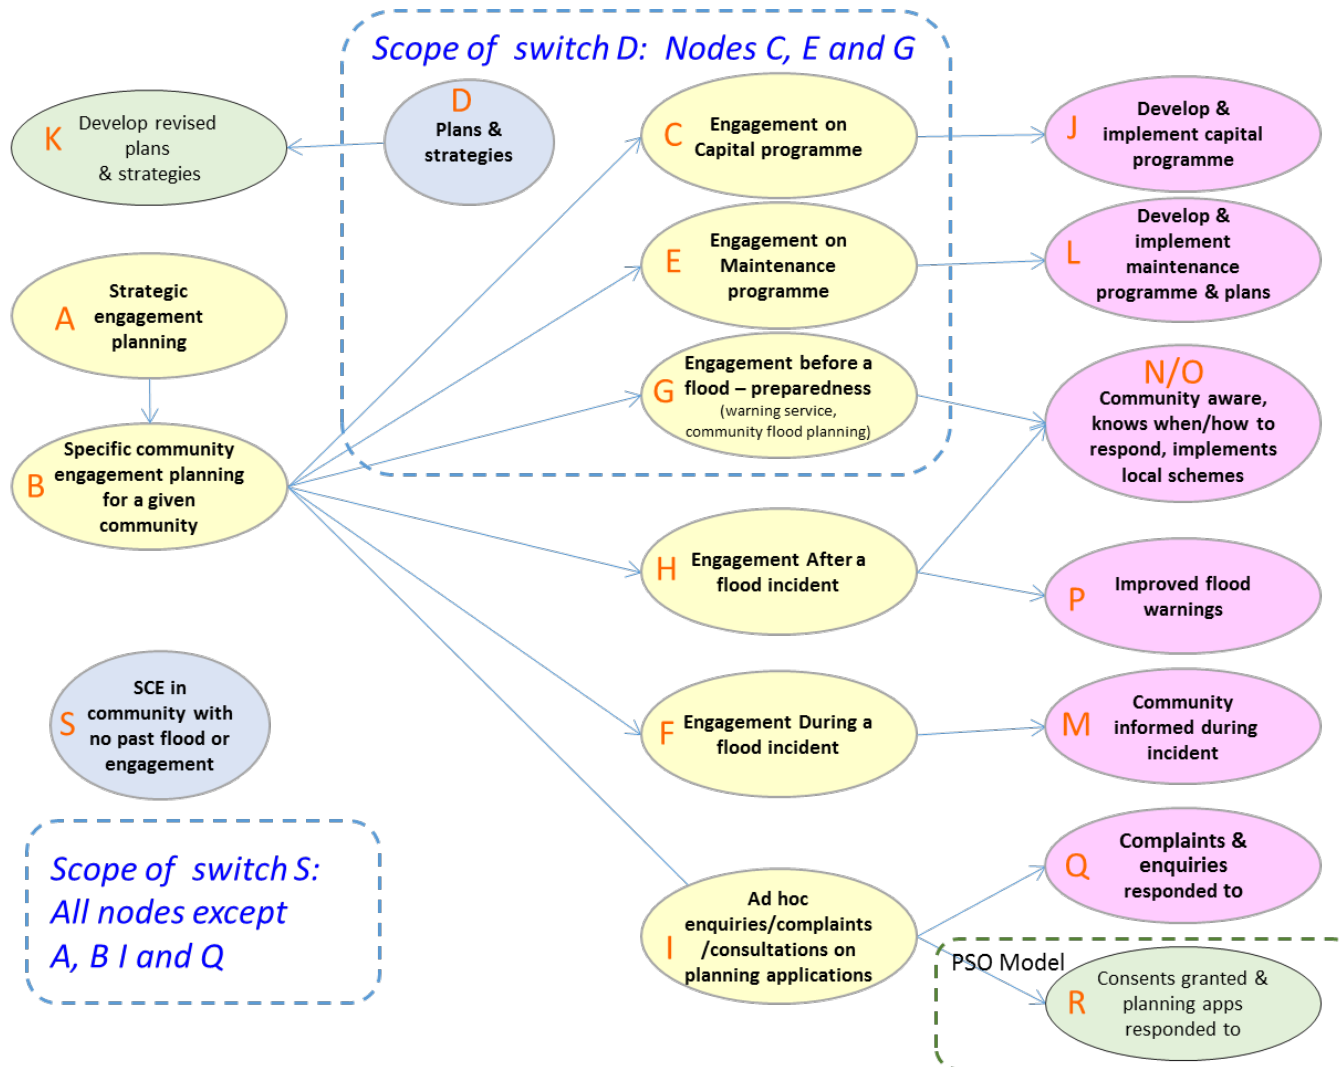 Scope of switch D: Nodes C, E and G
K
Develop revised
plans
& strategies
D
Plans &
strategies
C
Engagement on
Capital programme
J
Develop &
implement capital
programme
E
Engagement on
Maintenance
programme
L
Develop &
implement
maintenance
programme & plans
A
Strategic
engagement
planning
G
Engagement before a
flood – preparedness
(warning service,
community flood planning)
N/O
Community aware,
knows when/how to
respond, implements
local schemes
B
Specific community
engagement planning
for a given
community
H
Engagement After a
flood incident
P
Improved flood
warnings
S
SCE in
community with
no past flood or
engagement
F
Engagement During a
flood incident
M
Community
informed during
incident
Scope of switch S:
All nodes except
A, B I and Q
I
Ad hoc
enquiries/complaints
/consultations on
planning applications
Q
Complaints &
enquiries
responded to
PSO Model
R
Consents granted &
planning apps
responded to